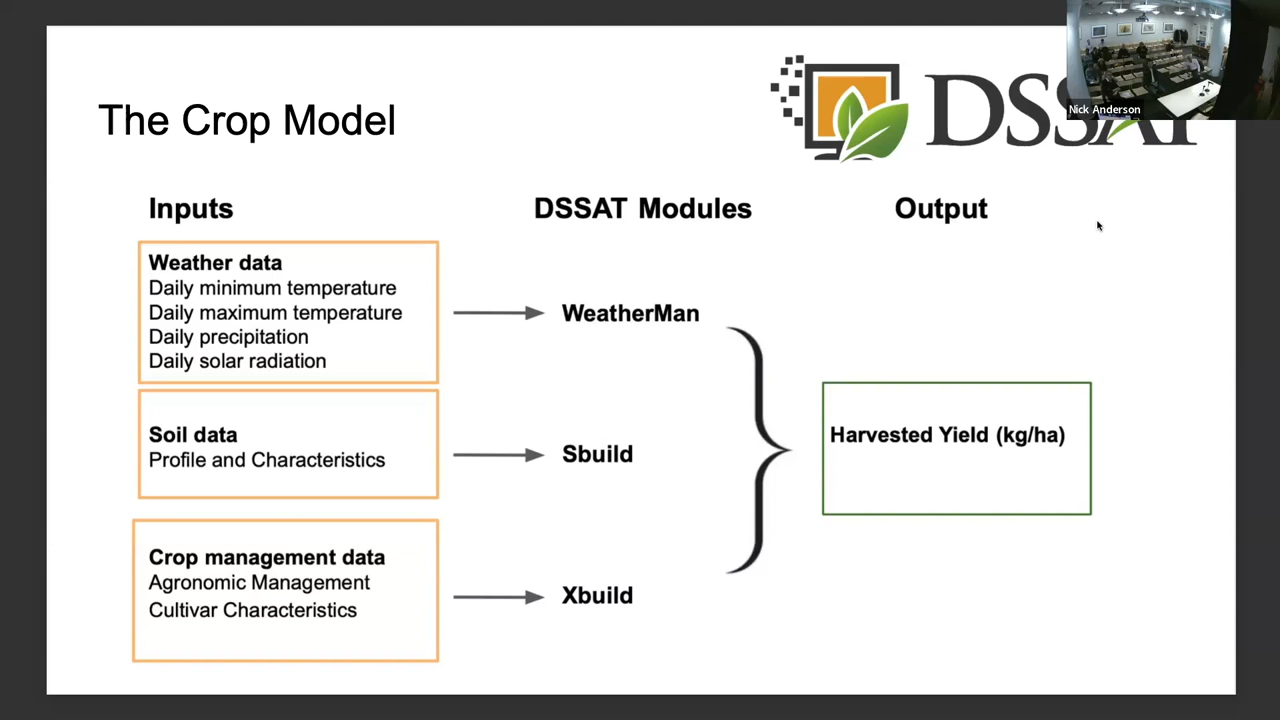 The Crop Model
DSSAT
Nick Anderson
Inputs
DSSAT Modules
Output
Weather data
Daily minimum temperature
Daily maximum temperature
Daily precipitation
Daily solar radiation
WeatherMan
Soil data
Profile and Characteristics
Sbuild
Harvested Yield (kg/ha)
Crop management data
Agronomic Management
Cultivar Characteristics
Xbuild